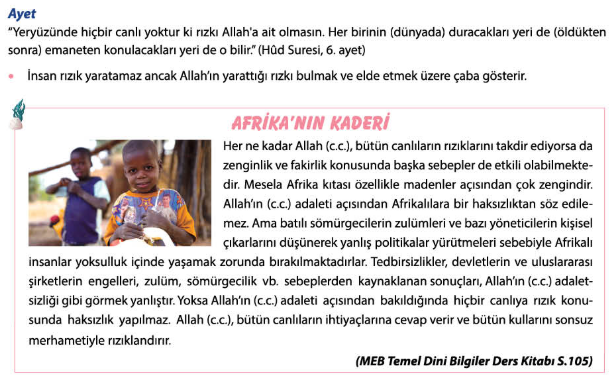 Ayet
“Yeryüzünde hiçbir canlı yoktur ki rızkı Allah'a ait olmasın. Her birinin (dünyada) duracakları yeri de (öldükten
sonra) emaneten konulacakları yeri de o bilir.” (Hûd Suresi, 6. ayet)
• İnsan rızık yaratamaz ancak Allah’ın yarattığı rızkı bulmak ve elde etmek üzere çaba gösterir.
AFRİKA’NIN KADERİ
Her ne kadar Allah (c.c.), bütün canlıların rızıklarını takdir ediyorsa da
zenginlik ve fakirlik konusunda başka sebepler de etkili olabilmekte-
dir. Mesela Afrika kıtası özellikle madenler açısından çok zengindir.
Allah’ın (c.c.) adaleti açısından Afrikalılara bir haksızlıktan söz edile-
mez. Ama batılı sömürgecilerin zulümleri ve bazı yöneticilerin kişisel
çıkarlarını düşünerek yanlış politikalar yürütmeleri sebebiyle Afrikalı
insanlar yoksulluk içinde yaşamak zorunda bırakılmaktadırlar. Tedbirsizlikler, devletlerin ve uluslararası
şirketlerin engelleri, zulüm, sömürgecilik vb. sebeplerden kaynaklanan sonuçları, Allah’ın (c.c.) adalet-
sizliği gibi görmek yanlıştır. Yoksa Allah’ın (c.c.) adaleti açısından bakıldığında hiçbir canlıya rızık konu-
sunda haksızlık yapılmaz. Allah (c.c.), bütün canlıların ihtiyaçlarına cevap verir ve bütün kullarını sonsuz
merhametiyle rızıklandırır.
(MEB Temel Dini Bilgiler Ders Kitabı S.105)